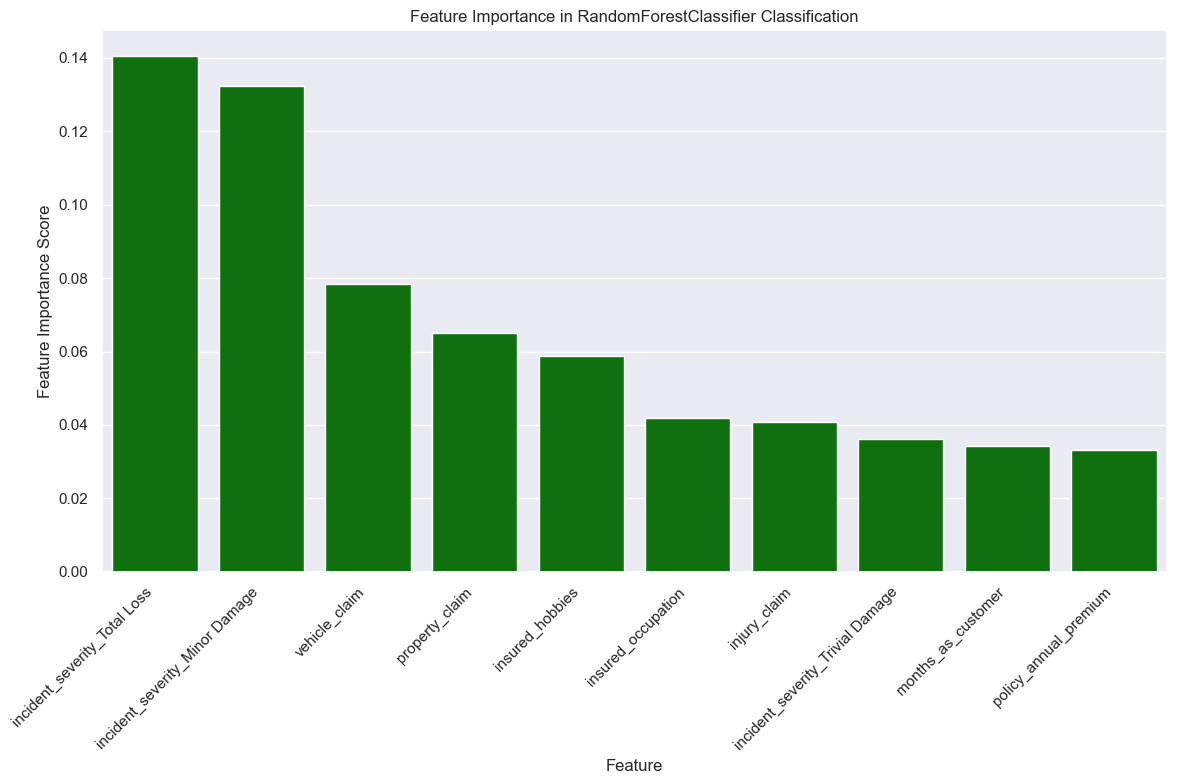 Feature Importance in RandomForestClassifier Classification
Feature Importance Score
0.14
0.12
0.10
0.08
0.06
0.04
0.02
0.00
incident_severity_Total Loss
incident_severity_Minor Damage
vehicle_claim
property_claim
insured_hobbies
insured_occupation
injury_claim
incident_severity_Trivial Damage
months_as_customer
policy_annual_premium
Feature